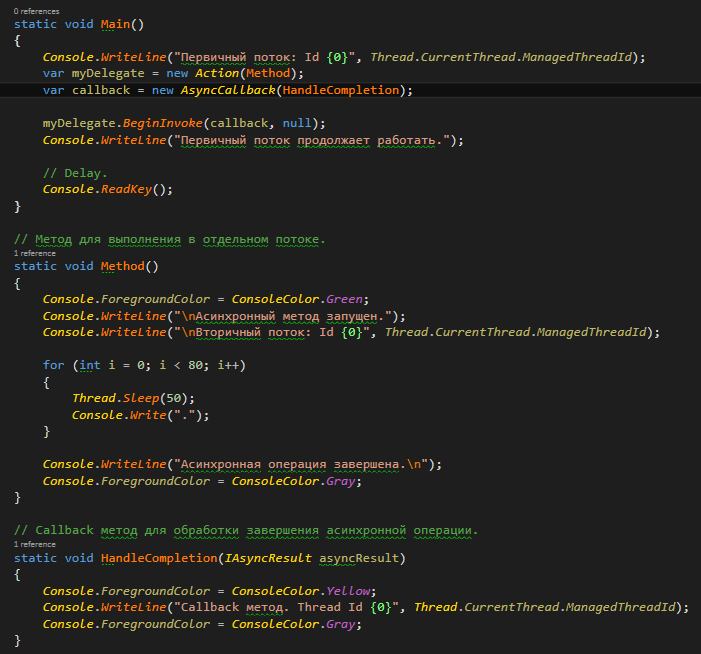 0 references
static void Main()
{
Console.WriteLine("Первичный поток: Id {0}", Thread.CurrentThread.ManagedThreadId);
var myDelegate = new Action(Method);
var callback = new AsyncCallback(HandleCompletion);
myDelegate.BeginInvoke(callback, null);
Console.WriteLine("Первичный поток продолжает работать.");
// Delay.
Console.ReadKey();
}
// Метод для выполнения в отдельном потоке.
1 reference
static void Method()
{
Console.ForegroundColor = ConsoleColor.Green;
Console.WriteLine("\nАсинхронный метод запущен.");
Console.WriteLine("\nВторичный поток: Id {0}", Thread.CurrentThread.ManagedThreadId);
for (int i = 0; i < 80; i++)
{
Thread.Sleep(50);
Console.Write(".");
}
Console.WriteLine("Асинхронная операция завершена.\n");
Console.ForegroundColor = ConsoleColor.Gray;
}
// Callback метод для обработки завершения асинхронной операции.
1 reference
static void HandleCompletion(IAsyncResult asyncResult)
{
Console.ForegroundColor = ConsoleColor.Yellow;
Console.WriteLine("Callback метод. Thread Id {0}", Thread.CurrentThread.ManagedThreadId);
Console.ForegroundColor = ConsoleColor.Gray;
}